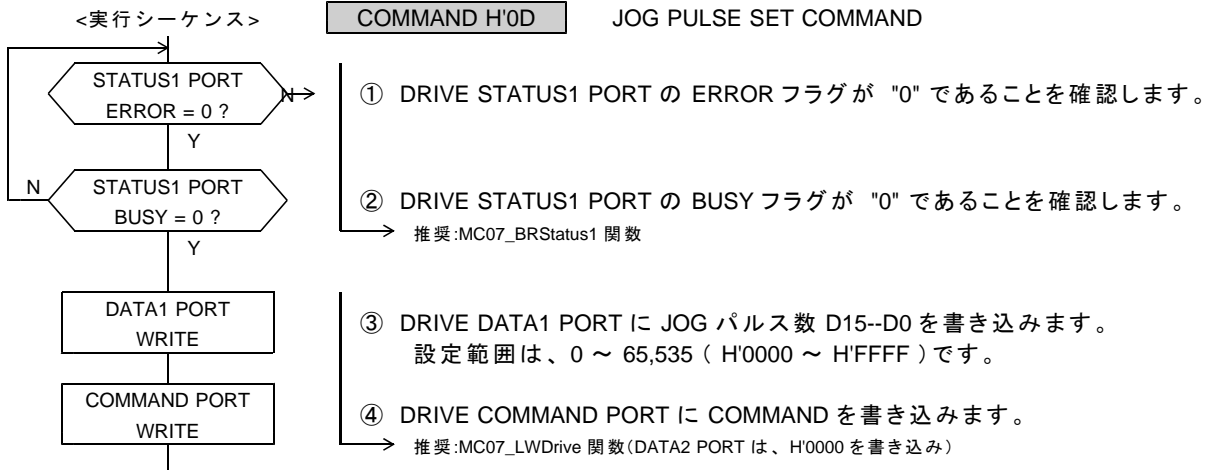 <実行シーケンス>
COMMAND H'0D JOG PULSE SET COMMAND
STATUS1 PORT
ERROR = 0 ?
N
Y
① DRIVE STATUS1 PORT の ERROR フラグが "0" であることを確認します。
N
STATUS1 PORT
BUSY = 0 ?
Y
② DRIVE STATUS1 PORT の BUSY フラグが "0" であることを確認します。
推奨:MC07_BRStatus1 関数
DATA1 PORT
WRITE
③ DRIVE DATA1 PORT に JOG パルス数 D15--D0 を書き込みます。
設定範囲は、0 ~ 65,535 ( H'0000 ~ H'FFFF ) です。
COMMAND PORT
WRITE
④ DRIVE COMMAND PORT に COMMAND を書き込みます。
推奨:MC07_LWDrive 関数(DATA2 PORT は、H'0000 を書き込み)